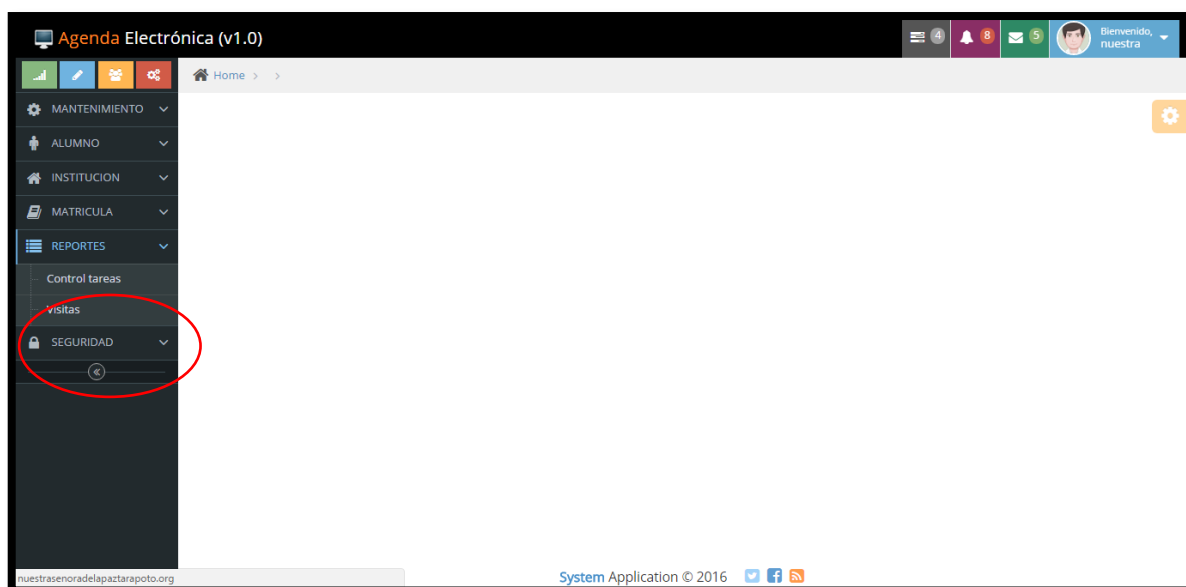 Agenda Electrónica (v1.0)
4
8
5
Bienvenido,
nuestra
Home > >
MANTENIMIENTO
ALUMNO
INSTITUCION
MATRICULA
REPORTES
Control tareas
Visitas
SEGURIDAD
nuestrasenoradelapaztarapoto.org
System Application © 2016